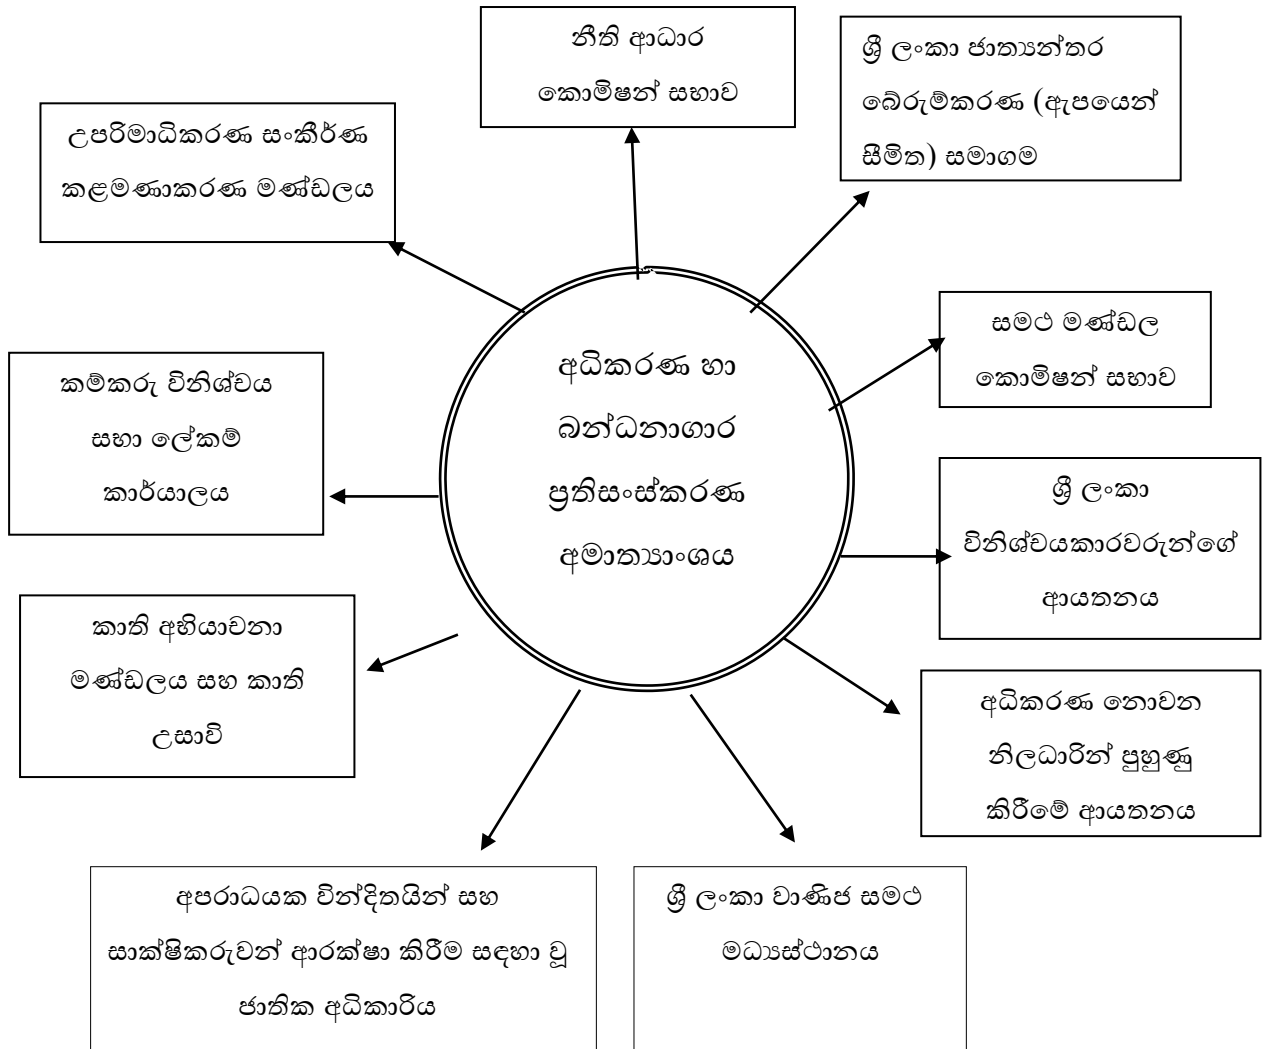 නීති ආධාර
කොමිෂන් සභාව
ශ්‍රී ලංකා ජාත්‍යන්තර
බේරුම්කරණ (ඇපයෙන්
සීමිත) සමාගම
උපරිමාධිකරණ සංකීර්ණ
කළමණාකරණ මණ්ඩලය
සමථ මණ්ඩල
කොමිෂන් සභාව
අධිකරණ හා
බන්ධනාගාර
ප්‍රතිසංස්කරණ
අමාත්‍යාංශය
කම්කරු විනිශ්චය
සභා ලේකම්
කාර්යාලය
ශ්‍රී ලංකා
විනිශ්චයකාරවරුන්ගේ
ආයතනය
කාති අභියාචනා
මණ්ඩලය සහ කාති
උසාවි
අධිකරණ නොවන
නිලධාරින් පුහුණු
කිරීමේ ආයතනය
අපරාධයක වින්දිතයින් සහ
සාක්ෂිකරුවන් ආරක්ෂා කිරීම සඳහා වූ
ජාතික අධිකාරිය
ශ්‍රී ලංකා වාණිජ සමථ
මධ්‍යස්ථානය